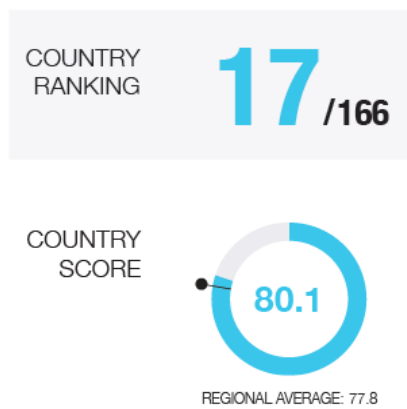 COUNTRY
RANKING
17/166
COUNTRY
SCORE
80.1
REGIONAL AVERAGE: 77.8